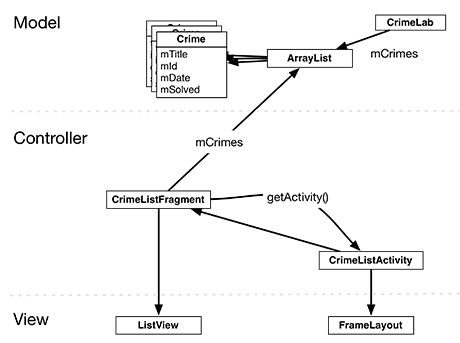 Model
CrimeLab
Crime
mTitle
mId
mDate
mSolved
ArrayList
mCrimes
Controller
mCrimes
CrimeListFragment
getActivity()
CrimeListActivity
View
ListView
FrameLayout